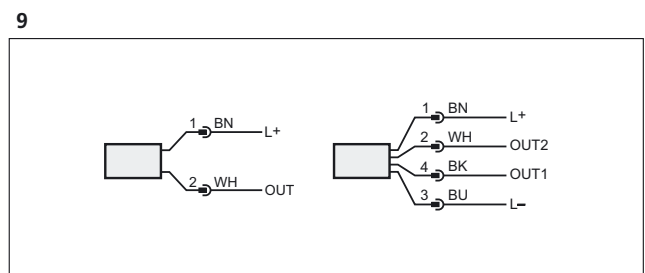 9
1 BN L+
2 WH OUT
1 BN L+
2 WH OUT2
4 BK OUT1
3 BU L–